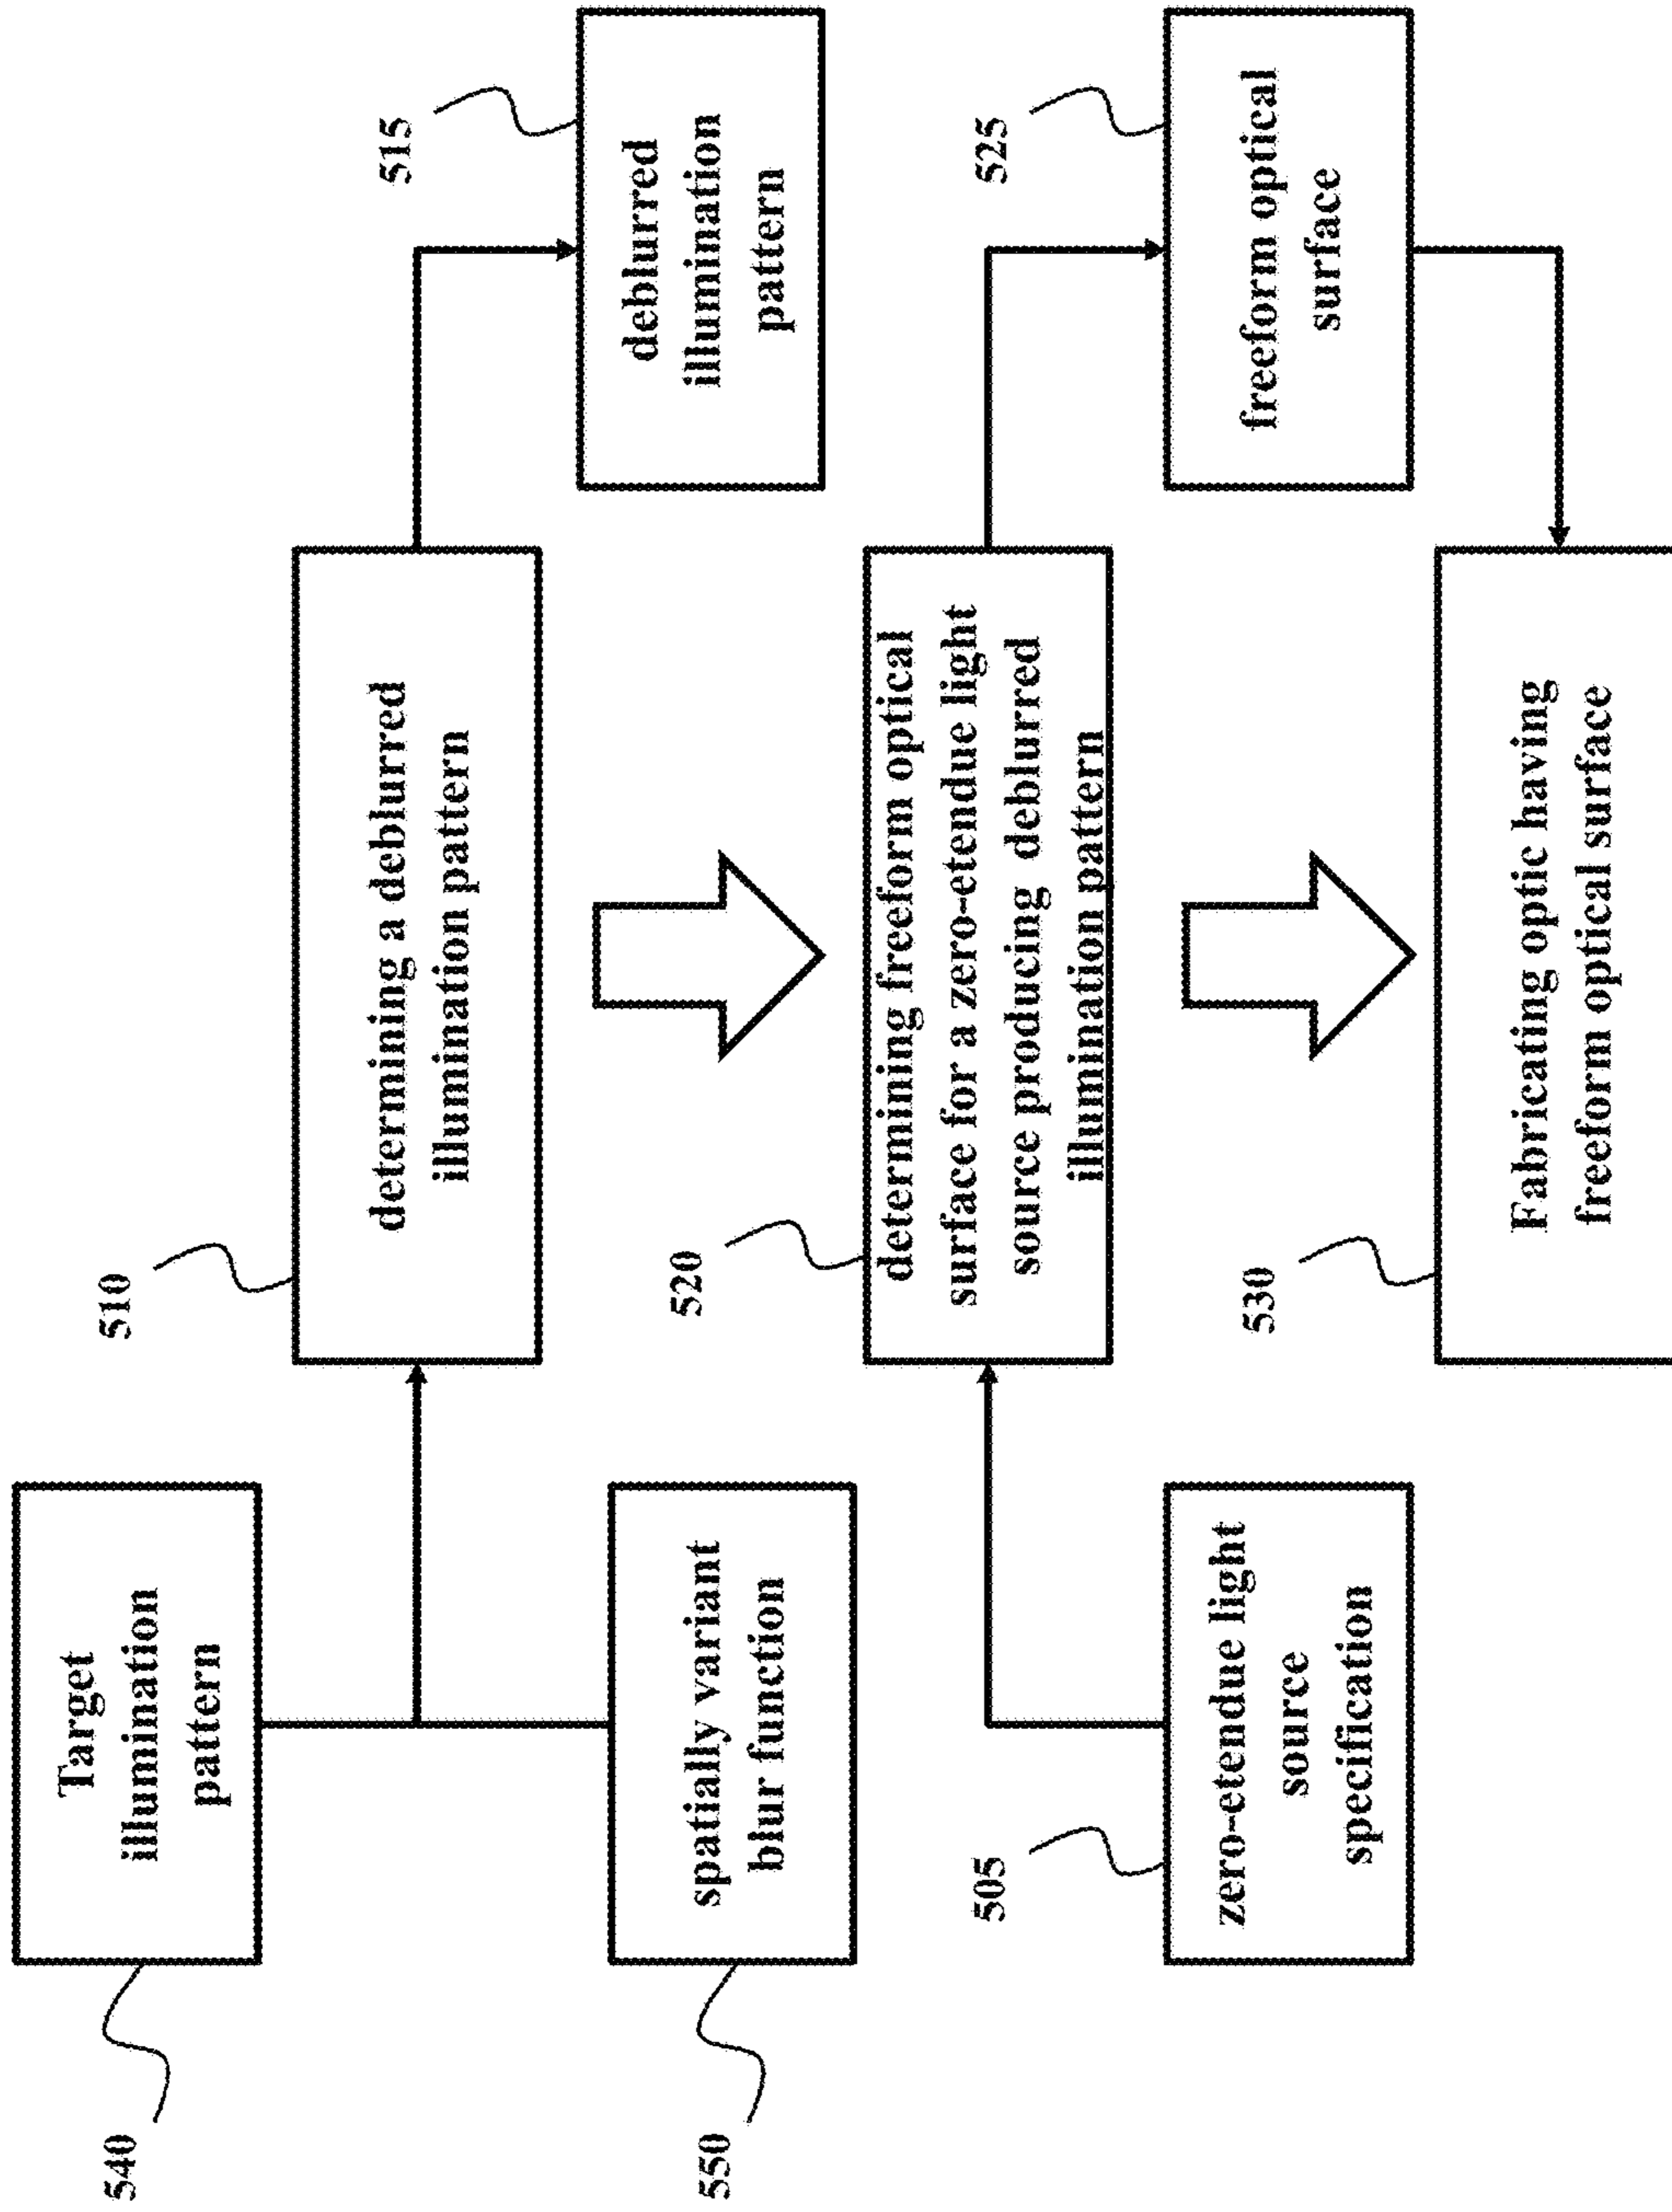 540
Target
illumination
pattern
510
determining a deblurred
illumination pattern
515
deblurred
illumination
pattern
550
spatially variant
blur function
520
determining freeform optical
surface for a zero-etendue light
source producing deblurred
illumination pattern
505
zero-etendue light
source
specification
525
freeform optical
surface
530
Fabricating optic having
freeform optical surface